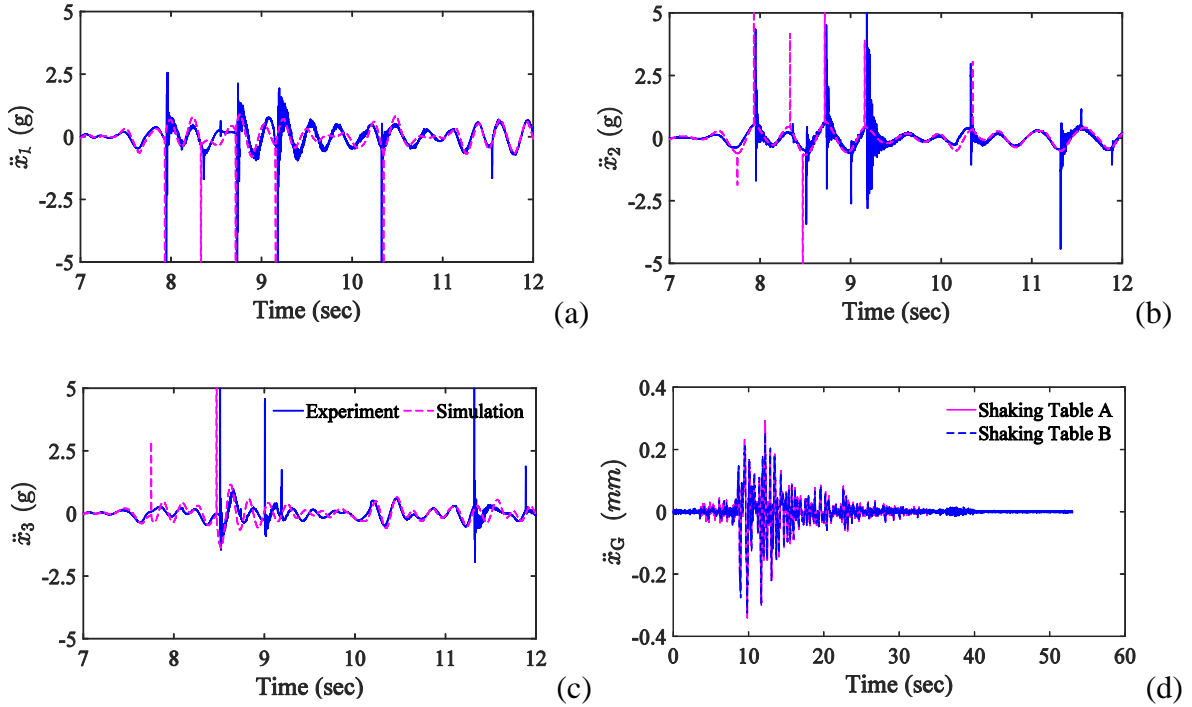 5
2.5
0
-2.5
-5
ẍ1 (g)
7 8 9 10 11 12
Time (sec)
(a)
5
2.5
0
-2.5
-5
ẍ2 (g)
7 8 9 10 11 12
Time (sec)
(b)
5
2.5
0
-2.5
-5
ẍ3 (g)
Experiment Simulation
7 8 9 10 11 12
Time (sec)
(c)
0.4
0.2
0
-0.2
-0.4
ẍG (mm)
Shaking Table A
Shaking Table B
0 10 20 30 40 50 60
Time (sec)
(d)